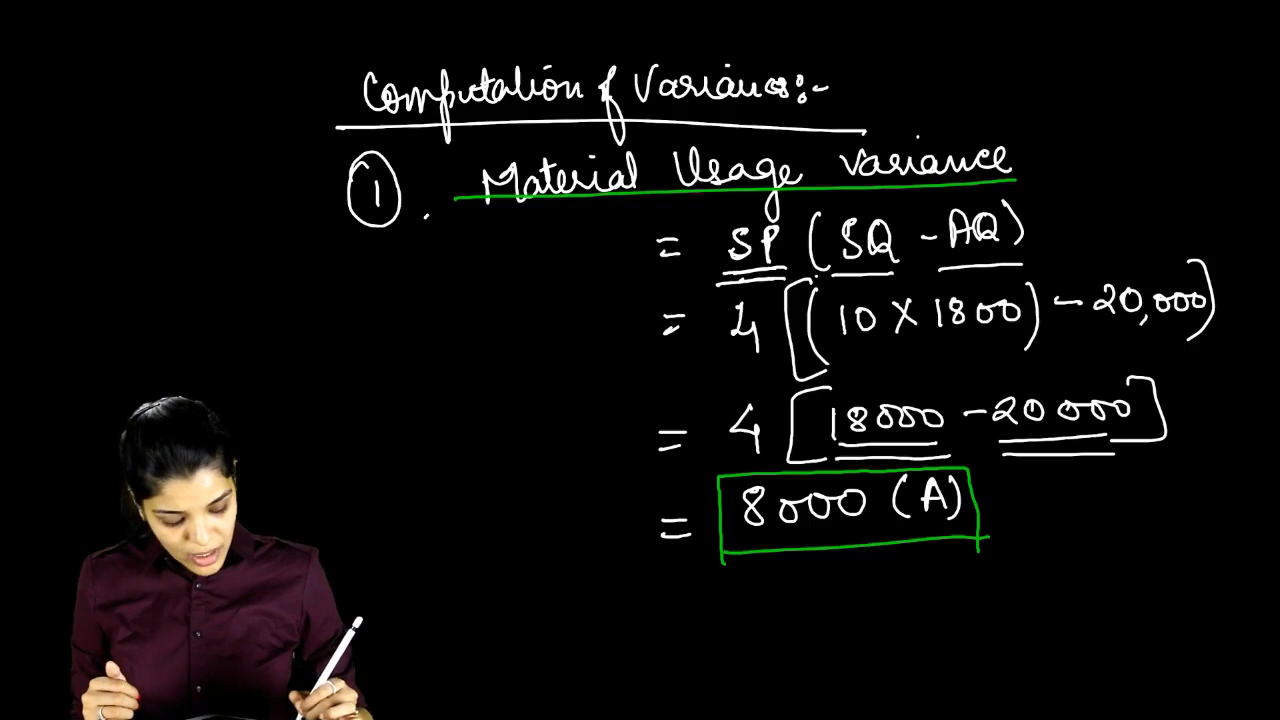 Computation of Variances:-
1. Material Usage Variance
= SP (SQ - AQ)
= 4 [(10 X 1800) - 20,000]
= 4 [18000 - 20000]
= 8000 (A)